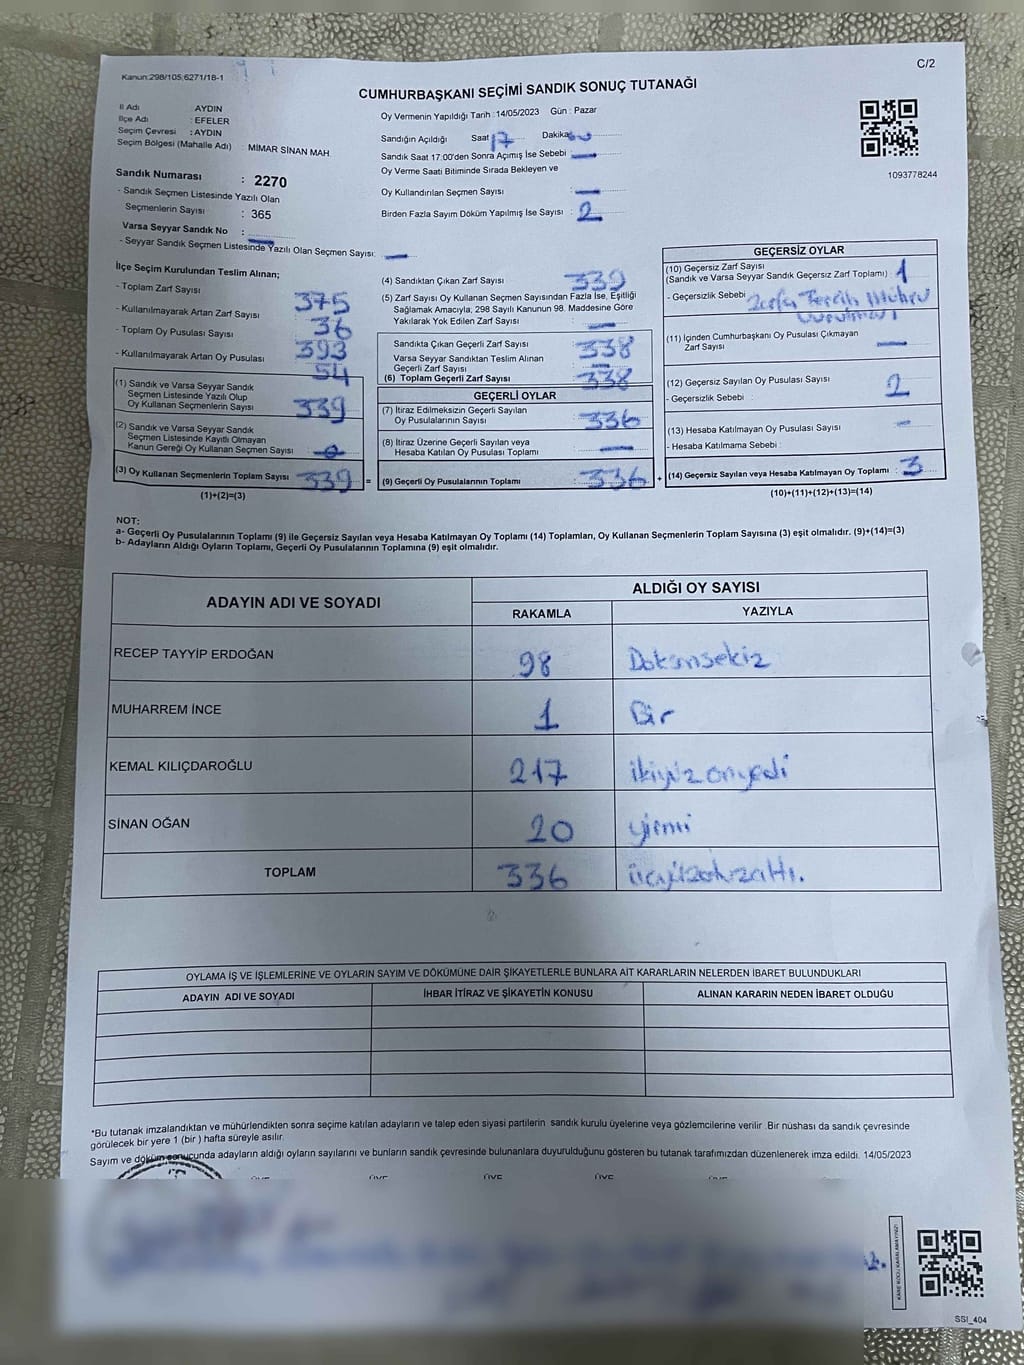 Kanun:298/105,6271/18-1
C/2
CUMHURBAŞKANI SEÇİMİ SANDIK SONUÇ TUTANAĞI
İl Adı : AYDIN
İlçe Adı : EFELER
Seçim Çevresi : AYDIN
Seçim Bölgesi (Mahalle Adı) : MİMAR SİNAN MAH.
Sandık Numarası : 2270
- Sandık Seçmen Listesinde Yazılı Olan
Seçmenlerin Sayısı : 365
Varsa Seyyar Sandık No : —
- Seyyar Sandık Seçmen Listesinde Yazılı Olan Seçmen Sayısı: —
Oy Vermenin Yapıldığı Tarih :14/05/2023 Gün : Pazar
Sandığın Açıldığı Saat 17 Dakika 00
Sandık Saat 17:00'den Sonra Açımış İse Sebebi : —
Oy Verme Saati Bitiminde Sırada Bekleyen ve
Oy Kullandırılan Seçmen Sayısı : —
Birden Fazla Sayım Döküm Yapılmış İse Sayısı : 2
1093778244
İlçe Seçim Kurulundan Teslim Alınan;
- Toplam Zarf Sayısı 375
- Kullanılmayarak Artan Zarf Sayısı 36
- Toplam Oy Pusulası Sayısı 393
- Kullanılmayarak Artan Oy Pusulası 54
(1) Sandık ve Varsa Seyyar Sandık
Seçmen Listesinde Yazılı Olup
Oy Kullanan Seçmenlerin Sayısı 339
(2) Sandık ve Varsa Seyyar Sandık
Seçmen Listesinde Kayıtlı Olmayan
Kanun Gereği Oy Kullanan Seçmen Sayısı 0
(3) Oy Kullanan Seçmenlerin Toplam Sayısı 339 =
(1)+(2)=(3)
(4) Sandıktan Çıkan Zarf Sayısı 339
(5) Zarf Sayısı Oy Kullanan Seçmen Sayısından Fazla İse, Eşitliği
Sağlamak Amacıyla; 298 Sayılı Kanunun 98. Maddesine Göre
Yakılarak Yok Edilen Zarf Sayısı : —
Sandıkta Çıkan Geçerli Zarf Sayısı : 338
Varsa Seyyar Sandıktan Teslim Alınan
Geçerli Zarf Sayısı : —
(6) Toplam Geçerli Zarf Sayısı : 338
GEÇERLİ OYLAR
(7) İtiraz Edilmeksizin Geçerli Sayılan
Oy Pusulalarının Sayısı : 336
(8) İtiraz Üzerine Geçerli Sayılan veya
Hesaba Katılan Oy Pusulası Toplamı : —
(9) Geçerli Oy Pusulalarının Toplamı : 336 +
GEÇERSİZ OYLAR
(10) Geçersiz Zarf Sayısı
(Sandık ve Varsa Seyyar Sandık Geçersiz Zarf Toplamı) : 1
- Geçersizlik Sebebi : Zarfa Tercih Mührü
(11) İçinden Cumhurbaşkanı Oy Pusulası Çıkmayan
Zarf Sayısı : —
(12) Geçersiz Sayılan Oy Pusulası Sayısı 2
- Geçersizlik Sebebi :
(13) Hesaba Katılmayan Oy Pusulası Sayısı : —
- Hesaba Katılmama Sebebi :
(14) Geçersiz Sayılan veya Hesaba Katılmayan Oy Toplamı : 3
(10)+(11)+(12)+(13)=(14)
NOT:
a- Geçerli Oy Pusulalarının Toplamı (9) ile Geçersiz Sayılan veya Hesaba Katılmayan Oy Toplamı (14) Toplamları, Oy Kullanan Seçmenlerin Toplam Sayısına (3) eşit olmalıdır. (9)+(14)=(3)
b- Adayların Aldığı Oyların Toplamı, Geçerli Oy Pusulalarının Toplamına (9) eşit olmalıdır.
ADAYIN ADI VE SOYADI
ALDIĞI OY SAYISI
RAKAMLA YAZIYLA
RECEP TAYYİP ERDOĞAN 98 Doksansekiz
MUHARREM İNCE 1 Bir
KEMAL KILIÇDAROĞLU 217 ikiyüzonyedi
SİNAN OĞAN 20 yirmi
TOPLAM 336 üçyüzotuzaltı.
OYLAMA İŞ VE İŞLEMLERİNE VE OYLARIN SAYIM VE DÖKÜMÜNE DAİR ŞİKAYETLERLE BUNLARA AİT KARARLARIN NELERDEN İBARET BULUNDUKLARI
ADAYIN ADI VE SOYADI İHBAR İTİRAZ VE ŞİKAYETİN KONUSU ALINAN KARARIN NEDEN İBARET OLDUĞU
*Bu tutanak imzalandıktan ve mühürlendikten sonra seçime katılan adayların ve talep eden siyasi partilerin sandık kurulu üyelerine veya gözlemcilerine verilir .Bir nüshası da sandık çevresinde
görülecek bir yere 1 (bir ) hafta süreyle asılır.
Sayım ve döküm sonucunda adayların aldığı oyların sayılarını ve bunların sandık çevresinde bulunanlara duyurulduğunu gösteren bu tutanak tarafımızdan düzenlenerek imza edildi. 14/05/2023
ÜYE ÜYE ÜYE ÜYE
SSI_404